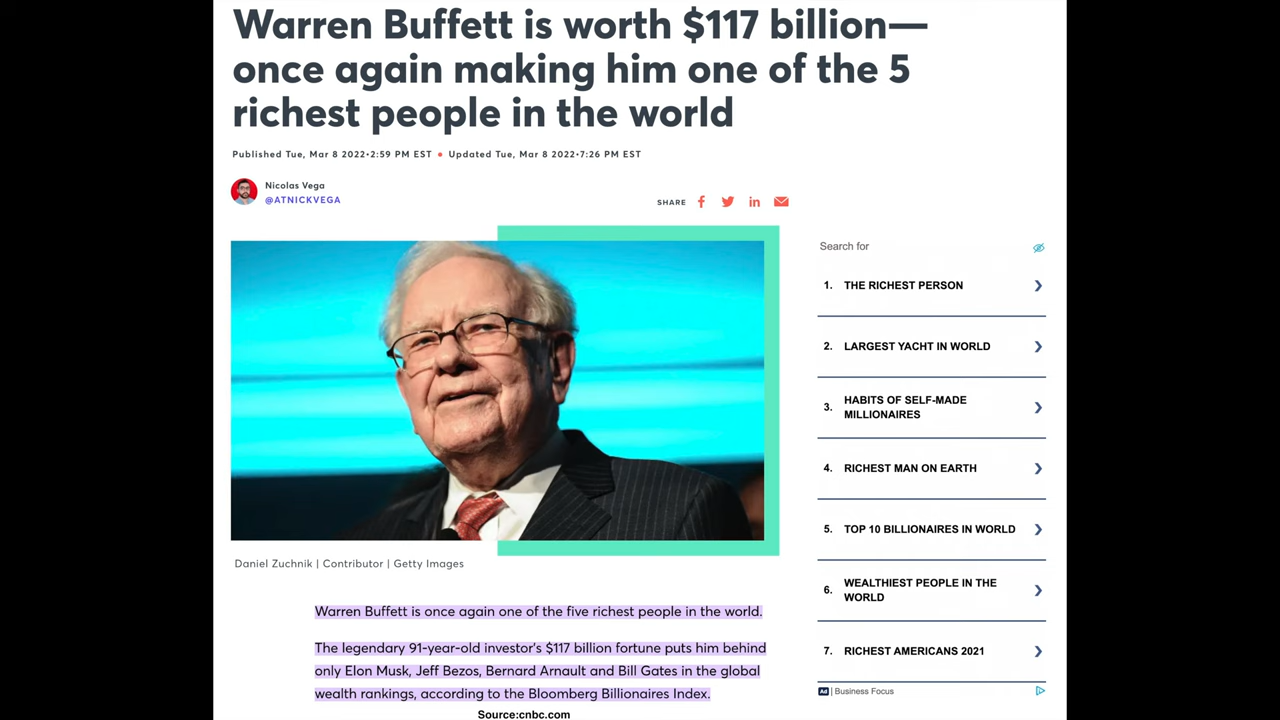 Warren Buffett is worth $117 billion—
once again making him one of the 5
richest people in the world
Published Tue, Mar 8 2022•2:59 PM EST • Updated Tue, Mar 8 2022•7:26 PM EST
Nicolas Vega
@ATNICKVEGA
SHARE
Daniel Zuchnik | Contributor | Getty Images
Warren Buffett is once again one of the five richest people in the world.
The legendary 91-year-old investor's $117 billion fortune puts him behind
only Elon Musk, Jeff Bezos, Bernard Arnault and Bill Gates in the global
wealth rankings, according to the Bloomberg Billionaires Index.
Source:cnbc.com
Search for
1. THE RICHEST PERSON
2. LARGEST YACHT IN WORLD
3. HABITS OF SELF-MADE
MILLIONAIRES
4. RICHEST MAN ON EARTH
5. TOP 10 BILLIONAIRES IN WORLD
6. WEALTHIEST PEOPLE IN THE
WORLD
7. RICHEST AMERICANS 2021
Ad | Business Focus